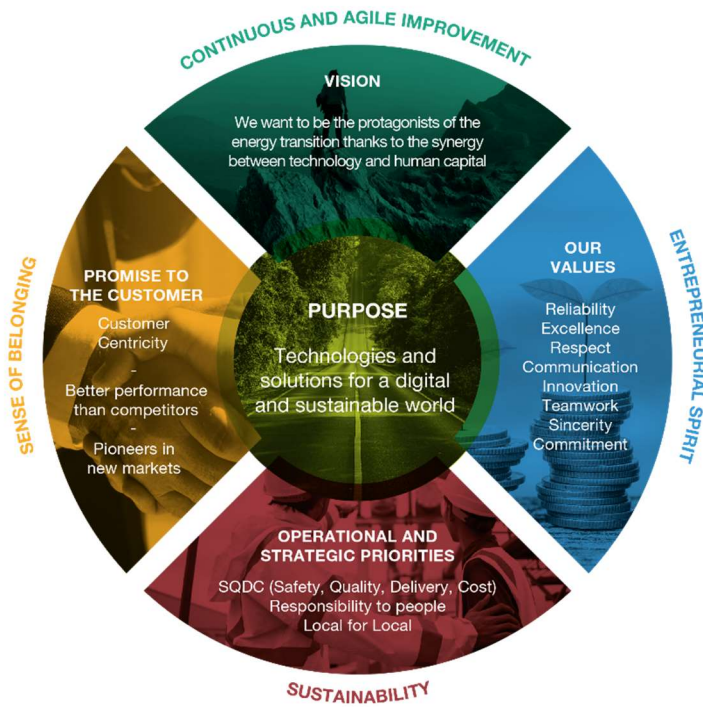 CONTINUOUS AND AGILE IMPROVEMENT
VISION
We want to be the protagonists of the
energy transition thanks to the synergy
between technology and human capital
SENSE OF BELONGING
PROMISE TO
THE CUSTOMER
Customer
Centricity
-
Better performance
than competitors
-
Pioneers in
new markets
PURPOSE
Technologies and
solutions for a digital
and sustainable world
OUR
VALUES
Reliability
Excellence
Respect
Communication
Innovation
Teamwork
Sincerity
Commitment
ENTREPRENEURIAL SPIRIT
OPERATIONAL AND
STRATEGIC PRIORITIES
SQDC (Safety, Quality, Delivery, Cost)
Responsibility to people
Local for Local
SUSTAINABILITY